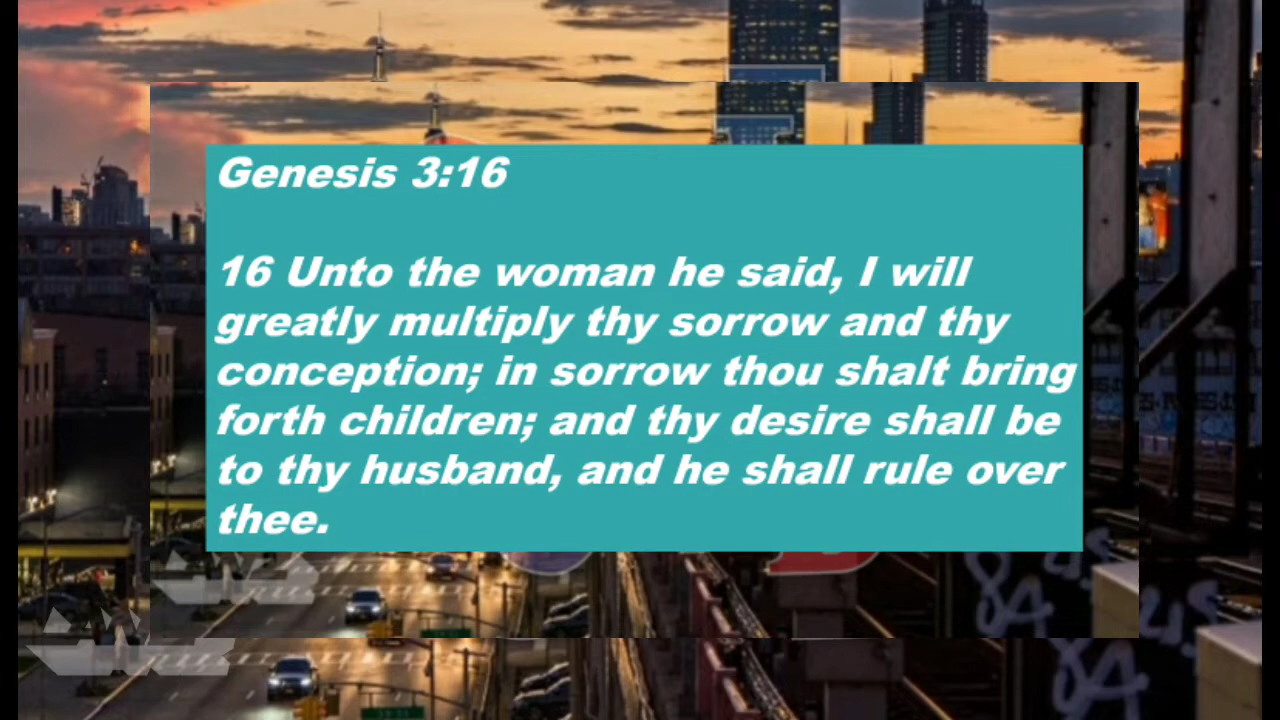 Genesis 3:16
16 Unto the woman he said, I will
greatly multiply thy sorrow and thy
conception; in sorrow thou shalt bring
forth children; and thy desire shall be
to thy husband, and he shall rule over
thee.